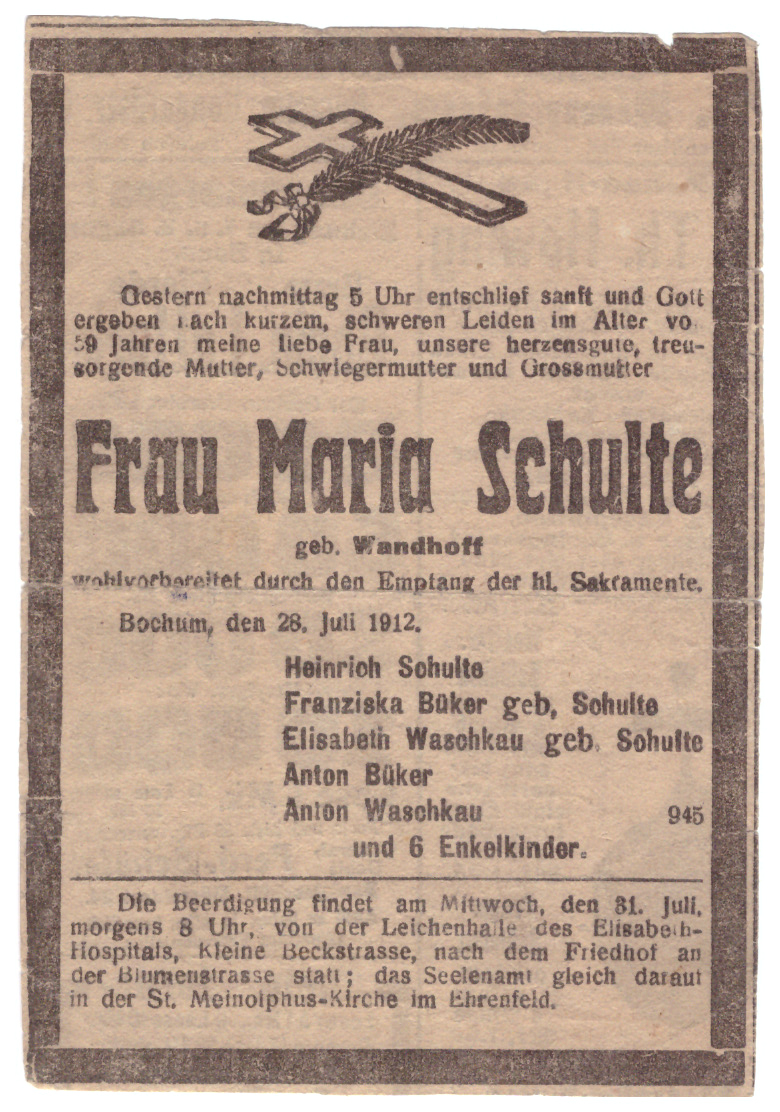 Gestern nachmittag 5 Uhr entschlief sanft und Gott
ergeben nach kurzem, schweren Leiden im Alter vo
59 Jahren meine liebe Frau, unsere herzensgute, treu-
sorgende Mutter, Schwiegermutter und Grossmutter
Frau Maria Schulte
geb. Wandhoff
wohlvorbereitet durch den Empfang der hl. Sakramente.
Bochum, den 28. Juli 1912.
Heinrich Schulte
Franziska Büker geb. Schulte
Elisabeth Waschkau geb. Schulte
Anton Büker
Anton Waschkau 945
und 6 Enkelkinder.
Die Beerdigung findet am Mittwoch, den 31. Juli,
morgens 8 Uhr, von der Leichenhalle des Elisabeth-
Hospitals, Kleine Beckstrasse, nach dem Friedhof an
der Blumenstrasse statt; das Seelenamt gleich darauf
in der St. Meinolphus-Kirche im Ehrenfeld.